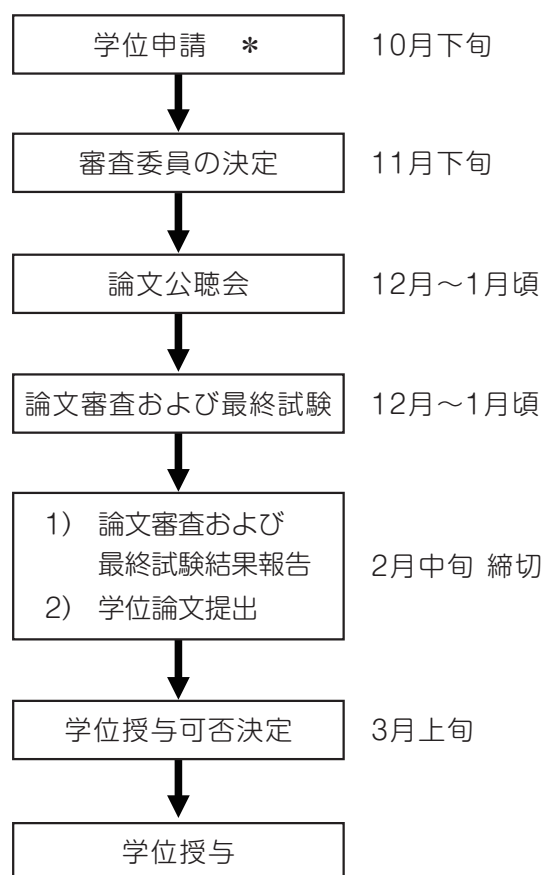 学位申請　＊ 10月下旬
審査委員の決定 11月下旬
論文公聴会 12月～1月頃
論文審査および最終試験 12月～1月頃
1)　論文審査および
最終試験結果報告 2月中旬 締切
2)　学位論文提出
学位授与可否決定 3月上旬
学位授与